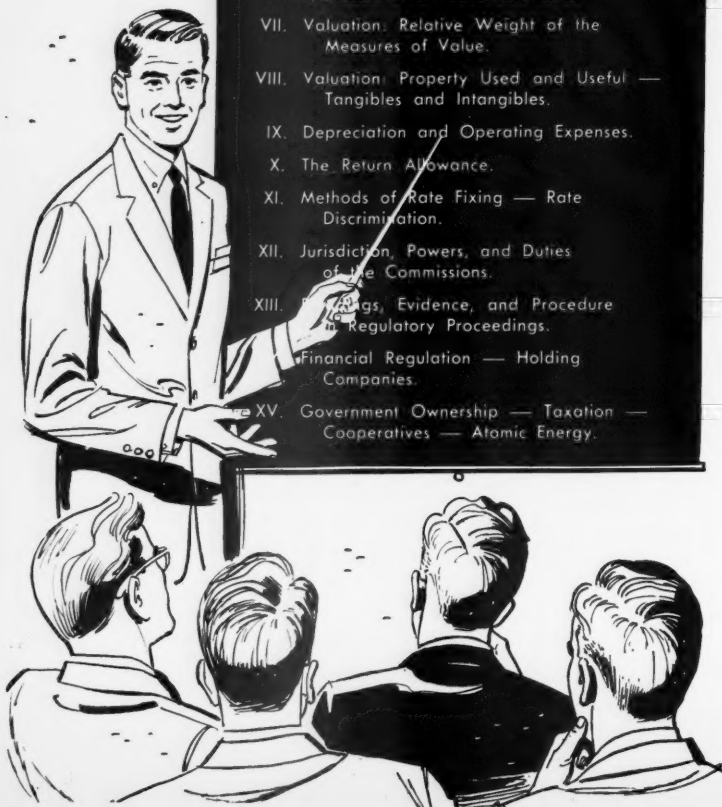 VII. Valuation: Relative Weight of the
Measures of Value.
VIII. Valuation: Property Used and Useful —
Tangibles and Intangibles.
IX. Depreciation and Operating Expenses.
X. The Return Allowance.
XI. Methods of Rate Fixing — Rate
Discrimination.
XII. Jurisdiction, Powers, and Duties
of the Commissions.
XIII. Evidence, and Procedure
Regulatory Proceedings.
Financial Regulation — Holding
Companies.
XV. Government Ownership — Taxation —
Cooperatives — Atomic Energy.